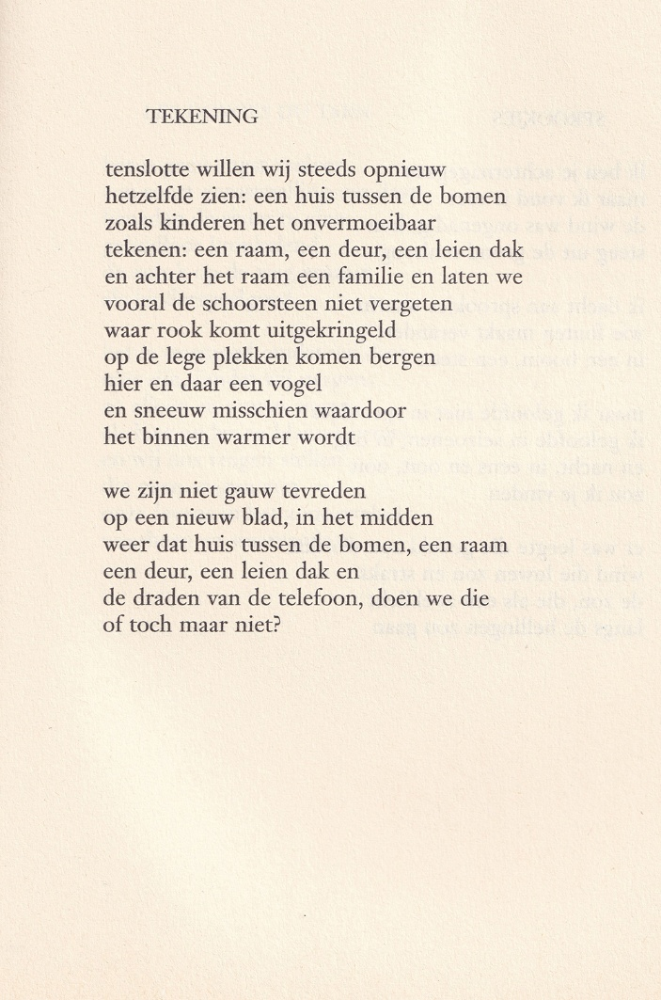 TEKENING
tenslotte willen wij steeds opnieuw
hetzelfde zien: een huis tussen de bomen
zoals kinderen het onvermoeibaar
tekenen: een raam, een deur, een leien dak
en achter het raam een familie en laten we
vooral de schoorsteen niet vergeten
waar rook komt uitgekringeld
op de lege plekken komen bergen
hier en daar een vogel
en sneeuw misschien waardoor
het binnen warmer wordt
we zijn niet gauw tevreden
op een nieuw blad, in het midden
weer dat huis tussen de bomen, een raam
een deur, een leien dak en
de draden van de telefoon, doen we die
of toch maar niet?